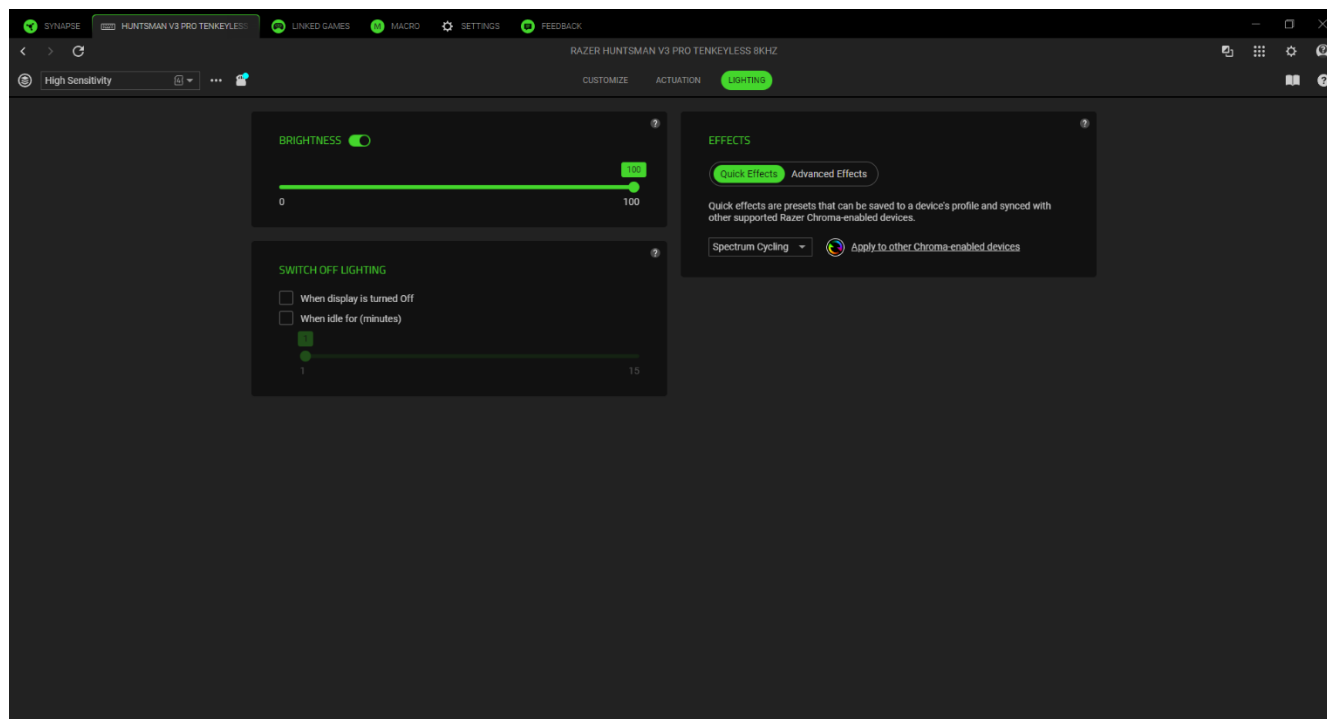 SYNAPSE HUNTSMAN V3 PRO TENKEYLESS LINKED GAMES MACRO SETTINGS FEEDBACK
RAZER HUNTSMAN V3 PRO TENKEYLESS 8KHZ
High Sensitivity CUSTOMIZE ACTUATION LIGHTING
BRIGHTNESS
100
0 100
SWITCH OFF LIGHTING
When display is turned Off
When idle for (minutes)
1 15
EFFECTS
Quick Effects Advanced Effects
Quick effects are presets that can be saved to a device's profile and synced with
other supported Razer Chroma-enabled devices.
Spectrum Cycling Apply to other Chroma-enabled devices